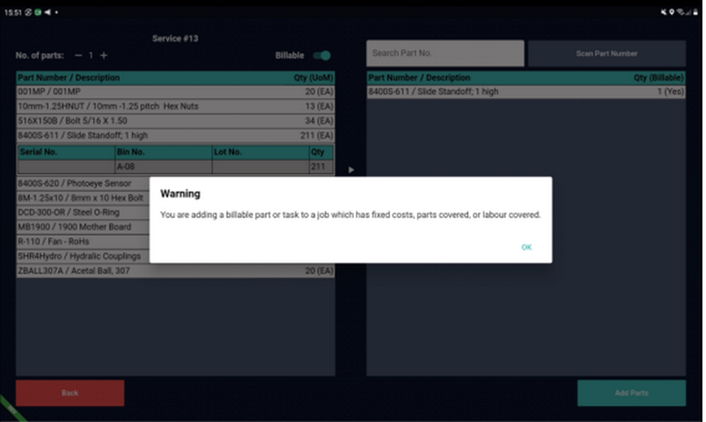 15:51
Service #13
No. of parts: — 1 +
Billable
Search Part No.
Scan Part Number
Part Number / Description Qty (UoM)
001MP / 001MP 20 (EA)
10mm-1.25HNUT / 10mm -1.25 pitch Hex Nuts 13 (EA)
516X150B / Bolt 5/16 X 1.50 34 (EA)
8400S-611 / Slide Standoff; 1 high 211 (EA)
Serial No. Bin No. Lot No. Qty
A-08 211
8400S-620 / Photoeye Sensor
8M-1.25x10 / 8mm x 10 Hex Bolt
DCD-300-OR / Steel O-Ring
MB1900 / 1900 Mother Board
R-110 / Fan - RoHs
SHR4Hydro / Hydralic Couplings
ZBALL307A / Acetal Ball, 307 20 (EA)
Part Number / Description Qty (Billable)
8400S-611 / Slide Standoff; 1 high 1 (Yes)
Warning
You are adding a billable part or task to a job which has fixed costs, parts covered, or labour covered.
OK
Back
Add Parts